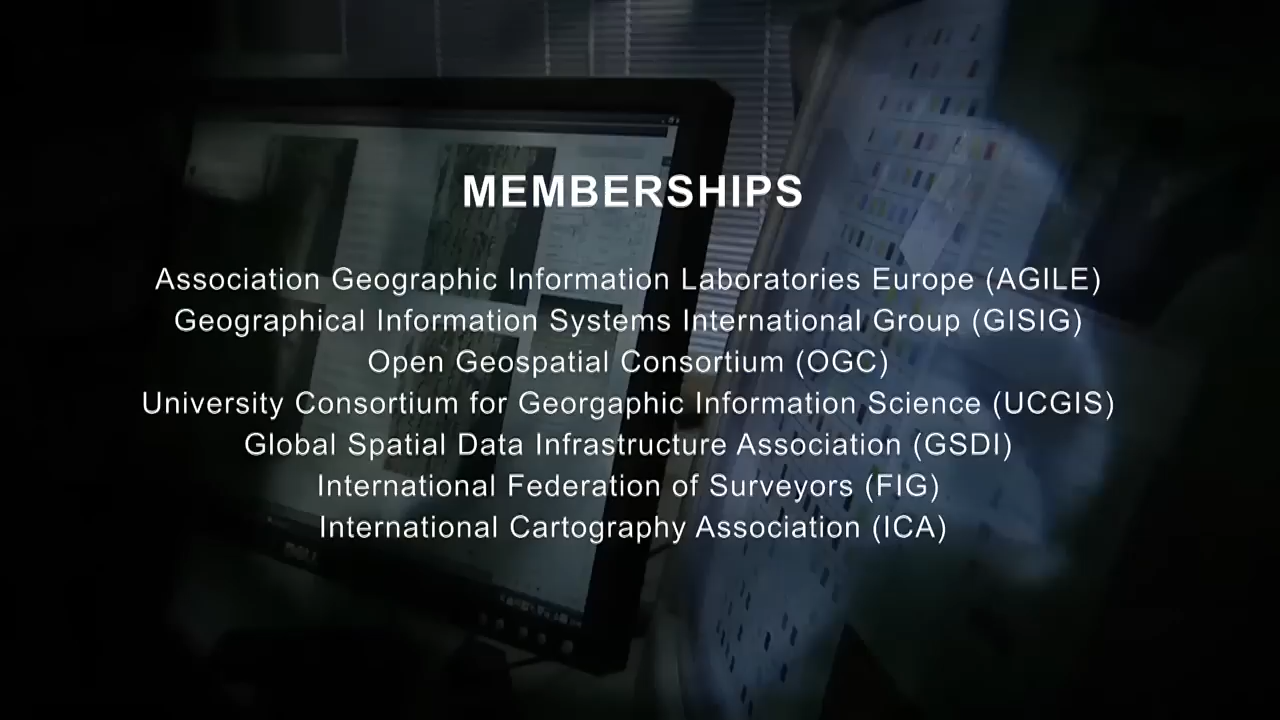 MEMBERSHIPS
Association Geographic Information Laboratories Europe (AGILE)
Geographical Information Systems International Group (GISIG)
Open Geospatial Consortium (OGC)
University Consortium for Georgaphic Information Science (UCGIS)
Global Spatial Data Infrastructure Association (GSDI)
International Federation of Surveyors (FIG)
International Cartography Association (ICA)